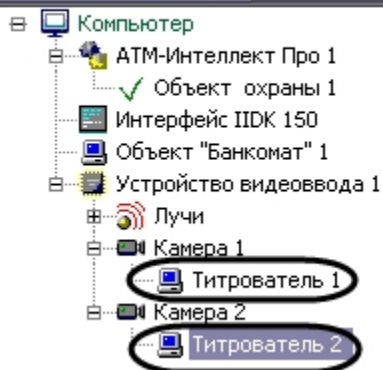 Компьютер
АТМ-Интеллект Про 1
Объект охраны 1
Интерфейс IIDK 150
Объект "Банкомат" 1
Устройство видеоввода 1
Лучи
Камера 1
Титрователь 1
Камера 2
Титрователь 2